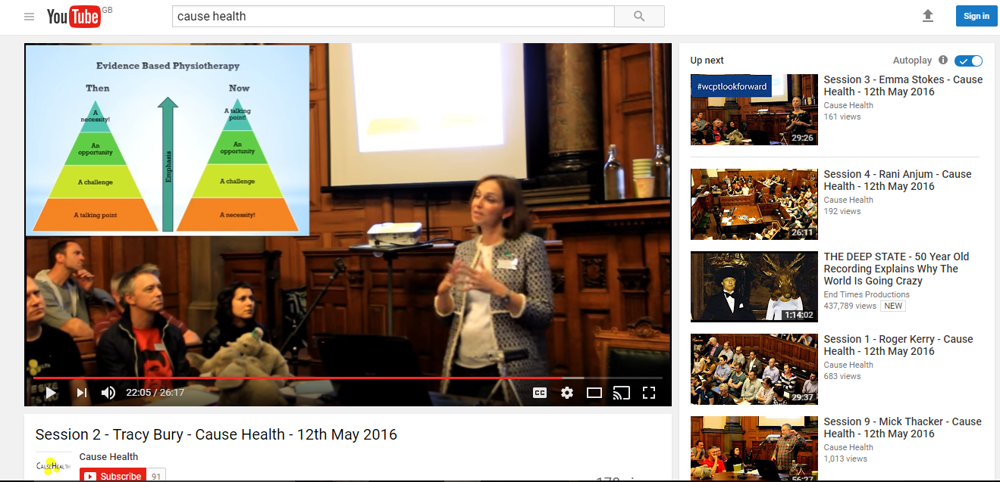 YouTube GB
cause health
Sign in
Evidence Based Physiotherapy
Then
Now
A
necessity!
An
opportunity
A challenge
A talking point
Emphasis
A talking
point!
An
opportunity
A challenge
A necessity!
22:05 / 26:17
CC
Session 2 - Tracy Bury - Cause Health - 12th May 2016
CAUSEHEALTH
Cause Health
Subscribe 91
Up next
Autoplay
#wcptlookforward
29:26
Session 3 - Emma Stokes - Cause
Health - 12th May 2016
Cause Health
161 views
26:11
Session 4 - Rani Anjum - Cause
Health - 12th May 2016
Cause Health
192 views
1:14:02
THE DEEP STATE - 50 Year Old
Recording Explains Why The
World Is Going Crazy
End Times Productions
437,789 views NEW
29:37
Session 1 - Roger Kerry - Cause
Health - 12th May 2016
Cause Health
683 views
56:27
Session 9 - Mick Thacker - Cause
Health - 12th May 2016
Cause Health
1,013 views